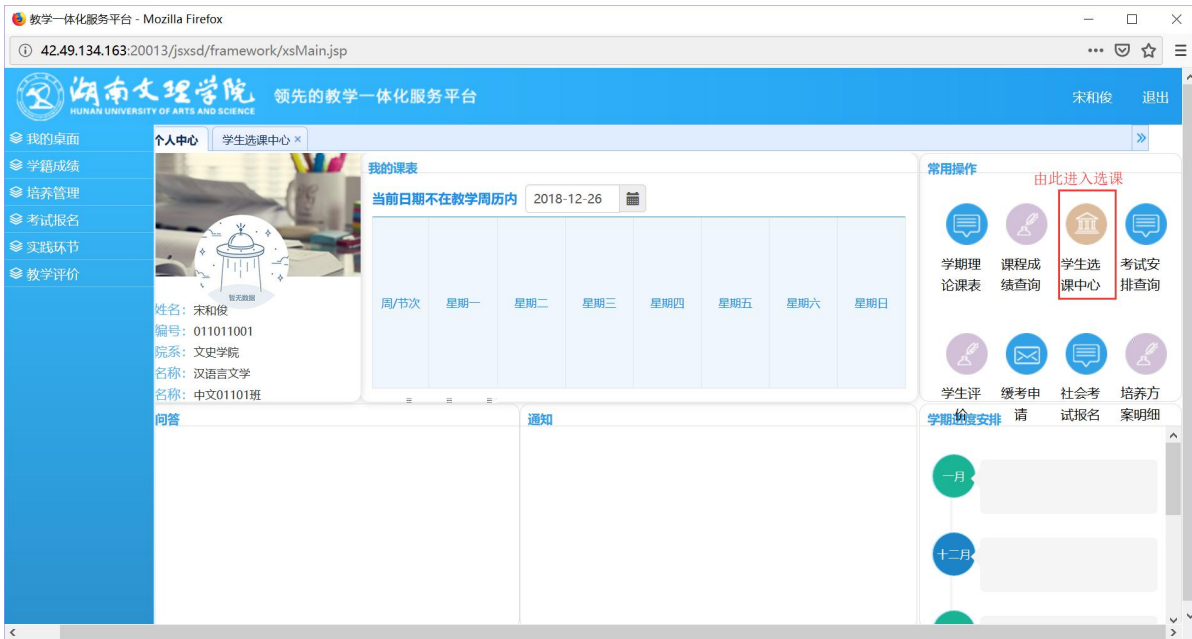 教学一体化服务平台 - Mozilla Firefox
42.49.134.163:20013/jsxsd/framework/xsMain.jsp
湖南文理学院
HUNAN UNIVERSITY OF ARTS AND SCIENCE
领先的教学一体化服务平台
宋和俊 退出
我的桌面
学籍成绩
培养管理
考试报名
实践环节
教学评价
个人中心 学生选课中心 ×
暂无数据
姓名：宋和俊
编号：011011001
院系：文史学院
名称：汉语言文学
名称：中文01101班
我的课表
当前日期不在教学周历内 2018-12-26
周/节次 星期一 星期二 星期三 星期四 星期五 星期六 星期日
常用操作
由此进入选课
学期理论课表
课程成绩查询
学生选课中心
考试安排查询
学生评价
缓考申请
社会考试报名
培养方案明细
问答
通知
学期进度安排
一月
十二月